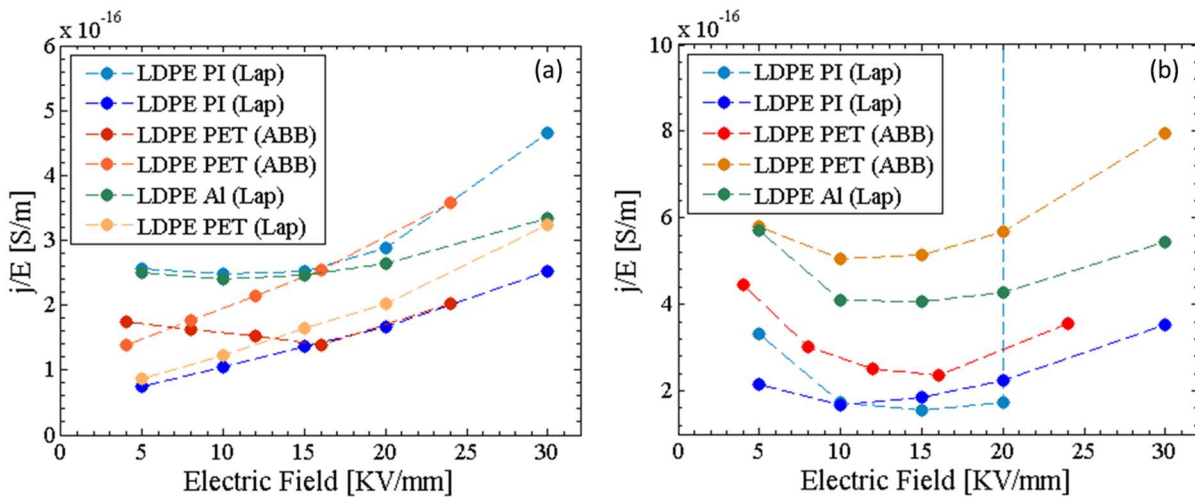 x 10^-16
6
5
4
3
2
1
0
j/E [S/m]
LDPE PI (Lap)
LDPE PI (Lap)
LDPE PET (ABB)
LDPE PET (ABB)
LDPE Al (Lap)
LDPE PET (Lap)
(a)
0 5 10 15 20 25 30
Electric Field [KV/mm]
x 10^-16
10
8
6
4
2
j/E [S/m]
LDPE PI (Lap)
LDPE PI (Lap)
LDPE PET (ABB)
LDPE PET (ABB)
LDPE Al (Lap)
(b)
0 5 10 15 20 25 30
Electric Field [KV/mm]